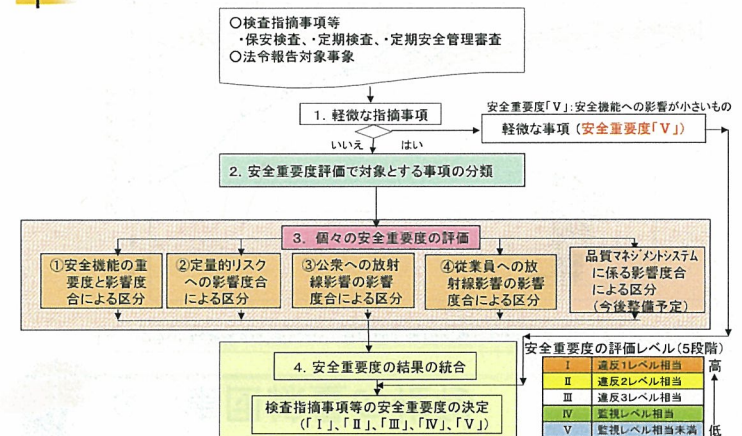 〇検査指摘事項等
・保安検査、・定期検査、・定期安全管理審査
〇法令報告対象事象
1. 軽微な指摘事項
安全重要度「Ⅴ」:安全機能への影響が小さいもの
軽微な事項（安全重要度「Ⅴ」）
いいえ
はい
2. 安全重要度評価で対象とする事項の分類
3. 個々の安全重要度の評価
①安全機能の重
要度と影響度
合による区分
②定量的リスク
への影響度合
による区分
③公衆への放射
線影響の影響
度合による区分
④従業員への放
射線影響の影響
度合による区分
品質マネジメントシステム
に係る影響度合
による区分
（今後整備予定）
4. 安全重要度の結果の統合
検査指摘事項等の安全重要度の決定
（「Ⅰ」、「Ⅱ」、「Ⅲ」、「Ⅳ」、「Ⅴ」）
安全重要度の評価レベル（5段階）
Ⅰ 違反1レベル相当 高
Ⅱ 違反2レベル相当
Ⅲ 違反3レベル相当
Ⅳ 監視レベル相当
Ⅴ 監視レベル相当未満 低